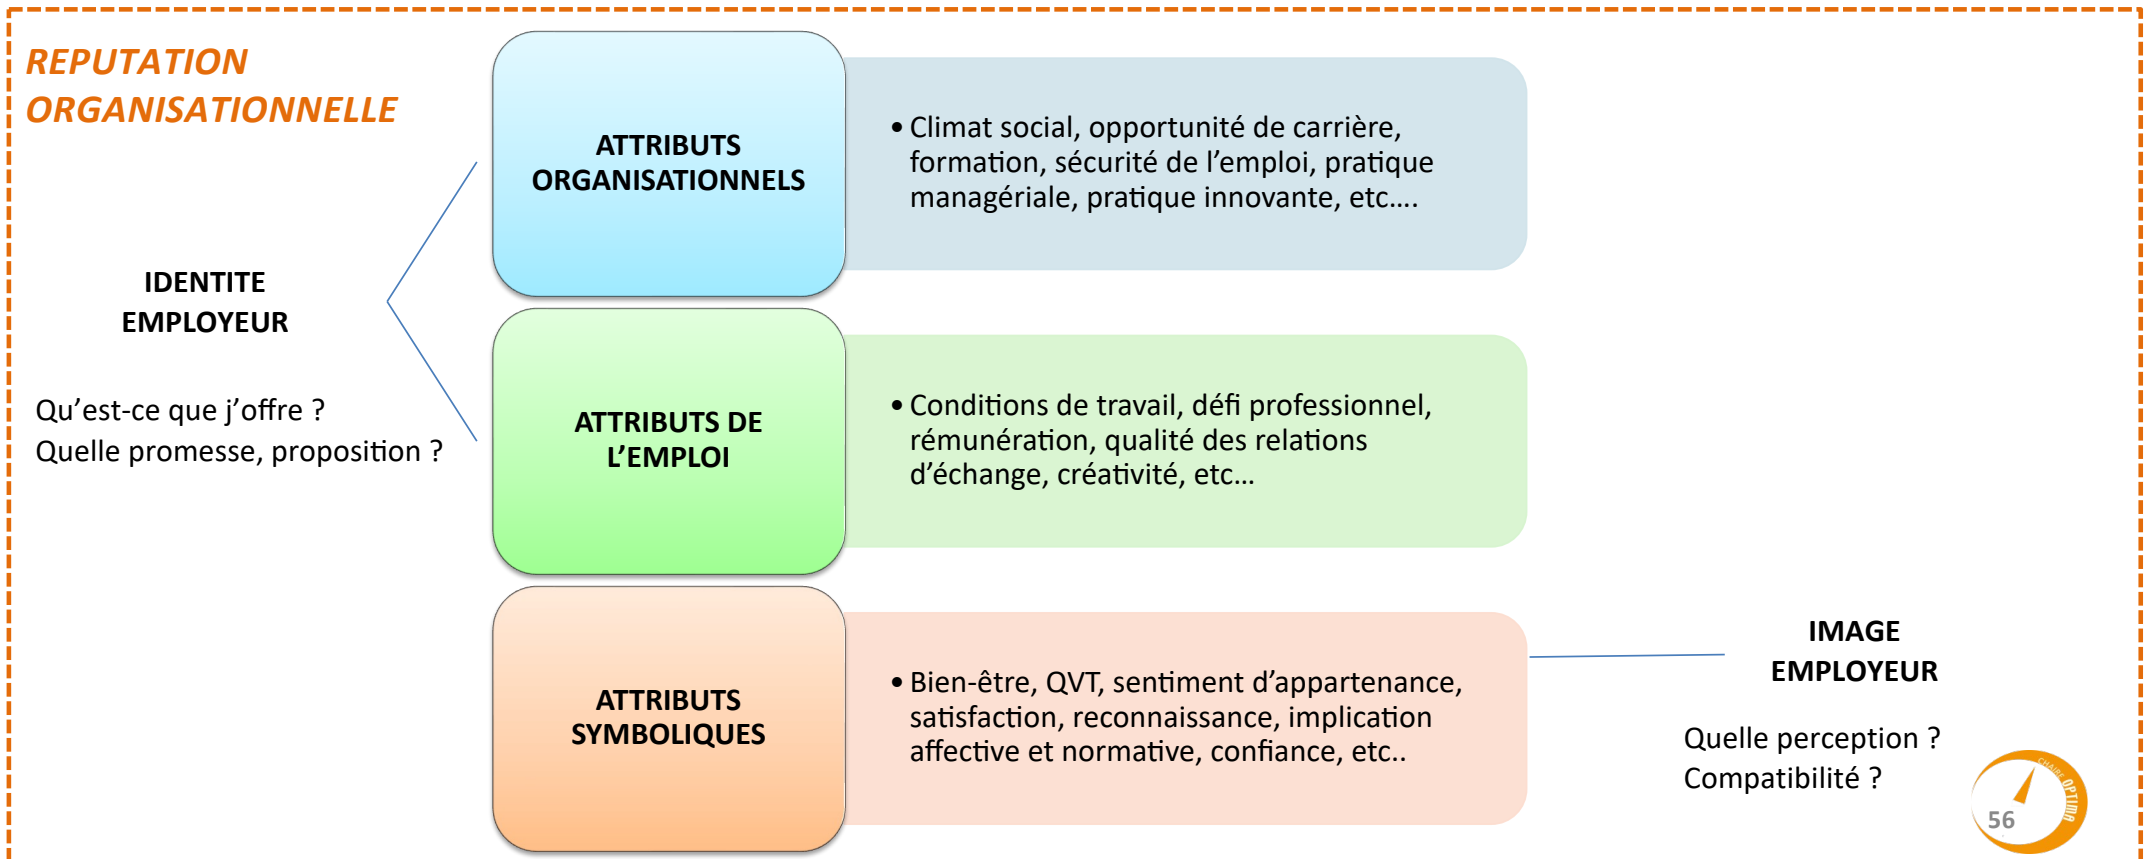 REPUTATION
ORGANISATIONNELLE
IDENTITE
EMPLOYEUR
Qu’est-ce que j’offre ?
Quelle promesse, proposition ?
ATTRIBUTS
ORGANISATIONNELS
• Climat social, opportunité de carrière,
formation, sécurité de l’emploi, pratique
managériale, pratique innovante, etc….
ATTRIBUTS DE
L’EMPLOI
• Conditions de travail, défi professionnel,
rémunération, qualité des relations
d’échange, créativité, etc…
ATTRIBUTS
SYMBOLIQUES
• Bien-être, QVT, sentiment d’appartenance,
satisfaction, reconnaissance, implication
affective et normative, confiance, etc..
IMAGE
EMPLOYEUR
Quelle perception ?
Compatibilité ?
CHAIRE OPTIMA
56